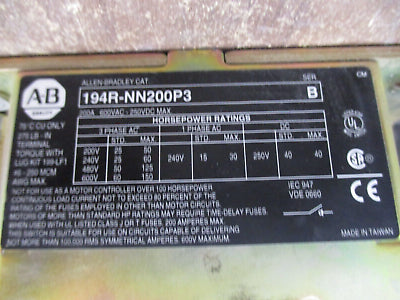 ALLEN-BRADLEY CAT.
SER.
CM
AB
QUALITY
194R-NN200P3
B
200A 600VAC - 250VDC MAX
HORSEPOWER RATINGS
3 PHASE AC 1 PHASE AC DC
STD. MAX STD. MAX STD. MAX
200V 25 50
240V 25 60 240V 15 30 250V 40 40
480V 50 125
600V 60 150
75°C CU ONLY
275 LB - IN
TERMINAL
TORQUE WITH
LUG KIT 199-LF1
#6 - 250 MCM
AWG MAX.
UL
LISTED
NOT FOR USE AS A MOTOR CONTROLLER OVER 100 HORSEPOWER
CONTINUOUS LOAD CURRENT NOT TO EXCEED 80 PERCENT OF THE
RATING OF THE FUSES EMPLOYED IN OTHER THAN MOTOR CIRCUITS.
MOTORS OF MORE THAN STANDARD HP RATINGS MAY REQUIRE TIME-DELAY FUSES.
WHEN USED WITH UL LISTED CLASS J OR T FUSES, 200 AMPERES MAX
THIS SWITCH IS SUITABLE FOR USE ON CIRCUITS DELIVERING
NOT MORE THAN 100,000 RMS SYMMETRICAL AMPERES, 600V MAXIMUM.
IEC 947
VDE 0660
MADE IN TAIWAN